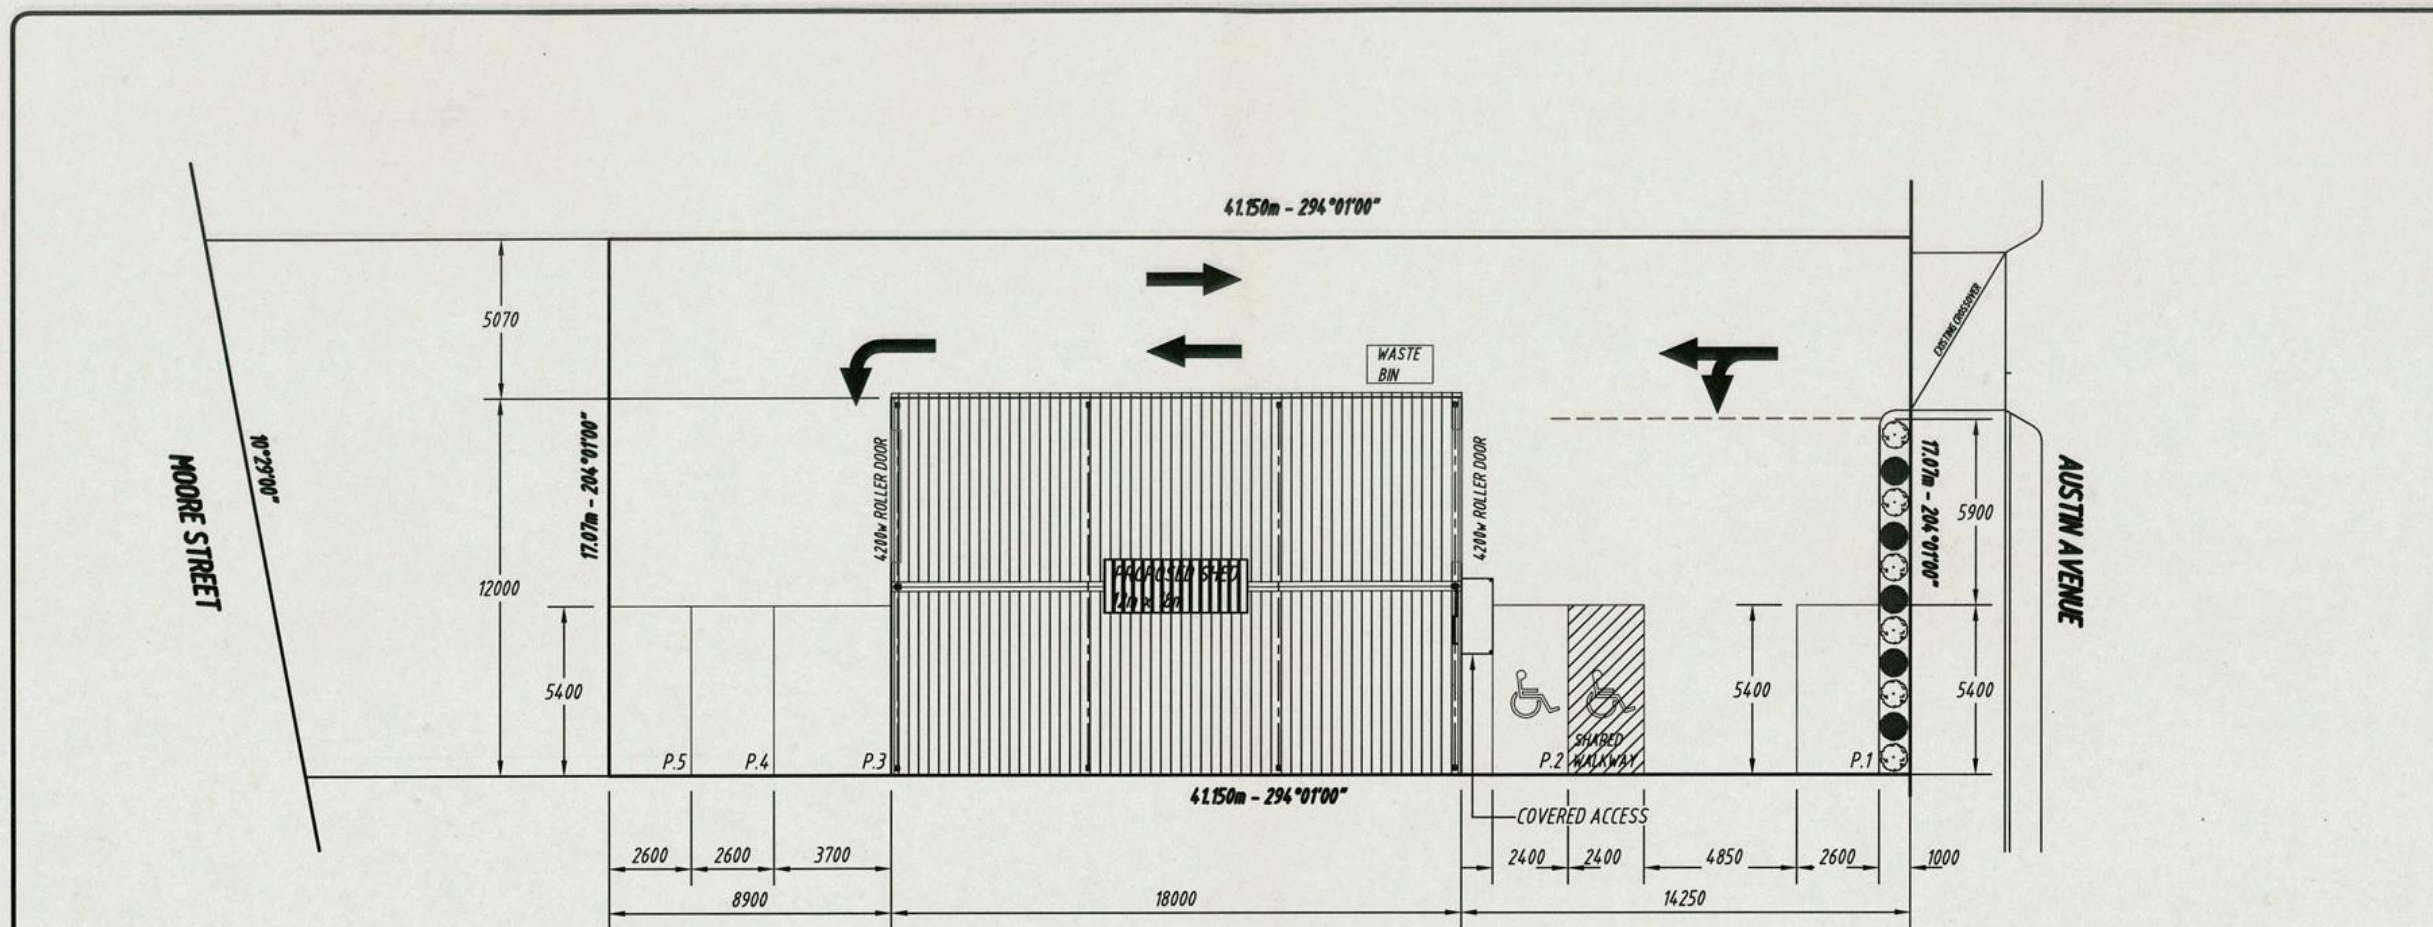 41.150m - 294°01'00"
EXISTING CROSSOVER
5070
WASTE
BIN
MOORE STREET
10°29'00"
17.07m - 204°01'00"
4200w ROLLER DOOR
4200w ROLLER DOOR
17.07m - 204°01'00"
5900
AUSTIN AVENUE
12000
PROPOSED SHED
12m x 18m
5400
5400
5400
P.5
P.4
P.3
P.2
SHARED
WALKWAY
P.1
41.150m - 294°01'00"
COVERED ACCESS
2600
2600
3700
2400
2400
4850
2600
1000
8900
18000
14250